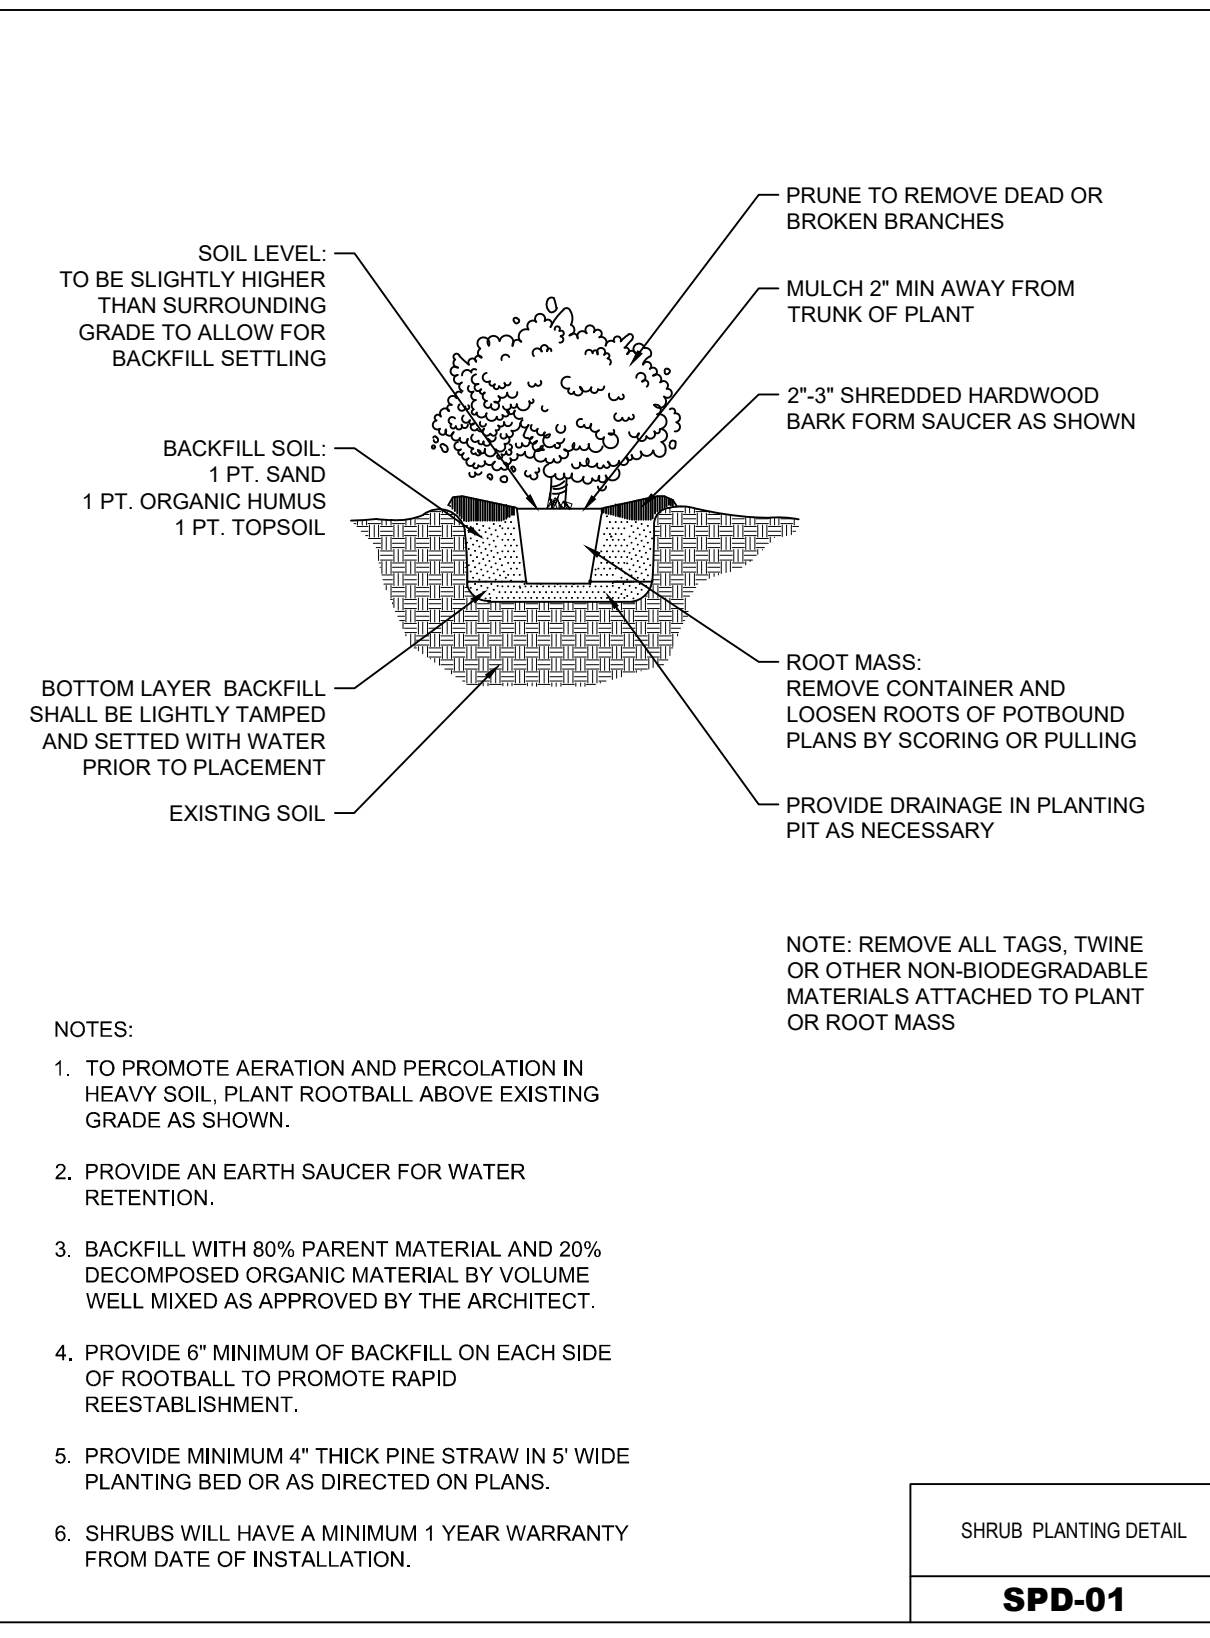 SOIL LEVEL:
TO BE SLIGHTLY HIGHER
THAN SURROUNDING
GRADE TO ALLOW FOR
BACKFILL SETTLING
BACKFILL SOIL:
1 PT. SAND
1 PT. ORGANIC HUMUS
1 PT. TOPSOIL
BOTTOM LAYER BACKFILL
SHALL BE LIGHTLY TAMPED
AND SETTED WITH WATER
PRIOR TO PLACEMENT
EXISTING SOIL
PRUNE TO REMOVE DEAD OR
BROKEN BRANCHES
MULCH 2" MIN AWAY FROM
TRUNK OF PLANT
2"-3" SHREDDED HARDWOOD
BARK FORM SAUCER AS SHOWN
ROOT MASS:
REMOVE CONTAINER AND
LOOSEN ROOTS OF POTBOUND
PLANS BY SCORING OR PULLING
PROVIDE DRAINAGE IN PLANTING
PIT AS NECESSARY
NOTE: REMOVE ALL TAGS, TWINE
OR OTHER NON-BIODEGRADABLE
MATERIALS ATTACHED TO PLANT
OR ROOT MASS
NOTES:
1. TO PROMOTE AERATION AND PERCOLATION IN
HEAVY SOIL, PLANT ROOTBALL ABOVE EXISTING
GRADE AS SHOWN.
2. PROVIDE AN EARTH SAUCER FOR WATER
RETENTION.
3. BACKFILL WITH 80% PARENT MATERIAL AND 20%
DECOMPOSED ORGANIC MATERIAL BY VOLUME
WELL MIXED AS APPROVED BY THE ARCHITECT.
4. PROVIDE 6" MINIMUM OF BACKFILL ON EACH SIDE
OF ROOTBALL TO PROMOTE RAPID
REESTABLISHMENT.
5. PROVIDE MINIMUM 4" THICK PINE STRAW IN 5' WIDE
PLANTING BED OR AS DIRECTED ON PLANS.
6. SHRUBS WILL HAVE A MINIMUM 1 YEAR WARRANTY
FROM DATE OF INSTALLATION.
SHRUB PLANTING DETAIL
SPD-01